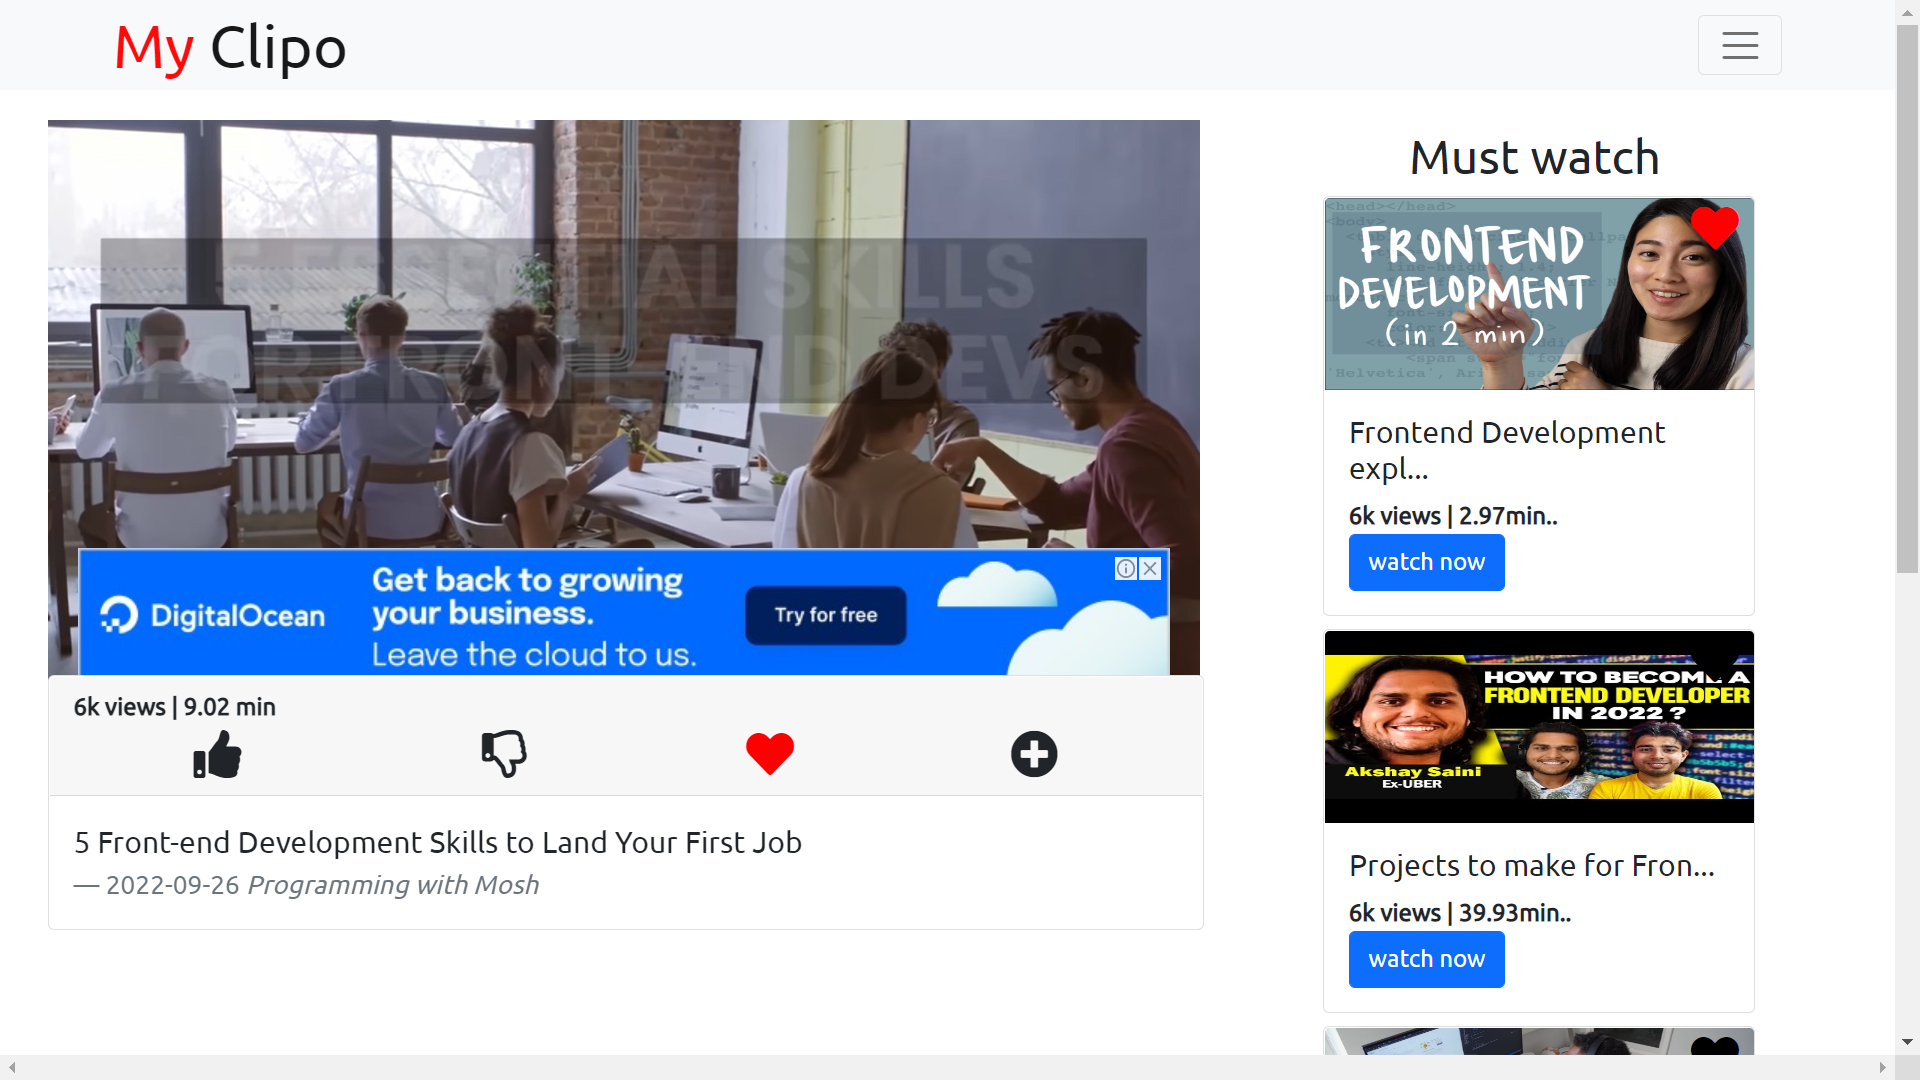 My Clipo
5 ESSENTIAL SKILLS
FOR FRONT-END DEVS
DigitalOcean
Get back to growing
your business.
Leave the cloud to us.
Try for free
6k views | 9.02 min
5 Front-end Development Skills to Land Your First Job
— 2022-09-26 Programming with Mosh
Must watch
<head></head>
<body>
FRONTEND
DEVELOPMENT
(in 2 min)
Frontend Development
expl...
6k views | 2.97min..
watch now
HOW TO BECOME A
FRONTEND DEVELOPER
IN 2022 ?
Akshay Saini
Ex-UBER
Projects to make for Fron...
6k views | 39.93min..
watch now